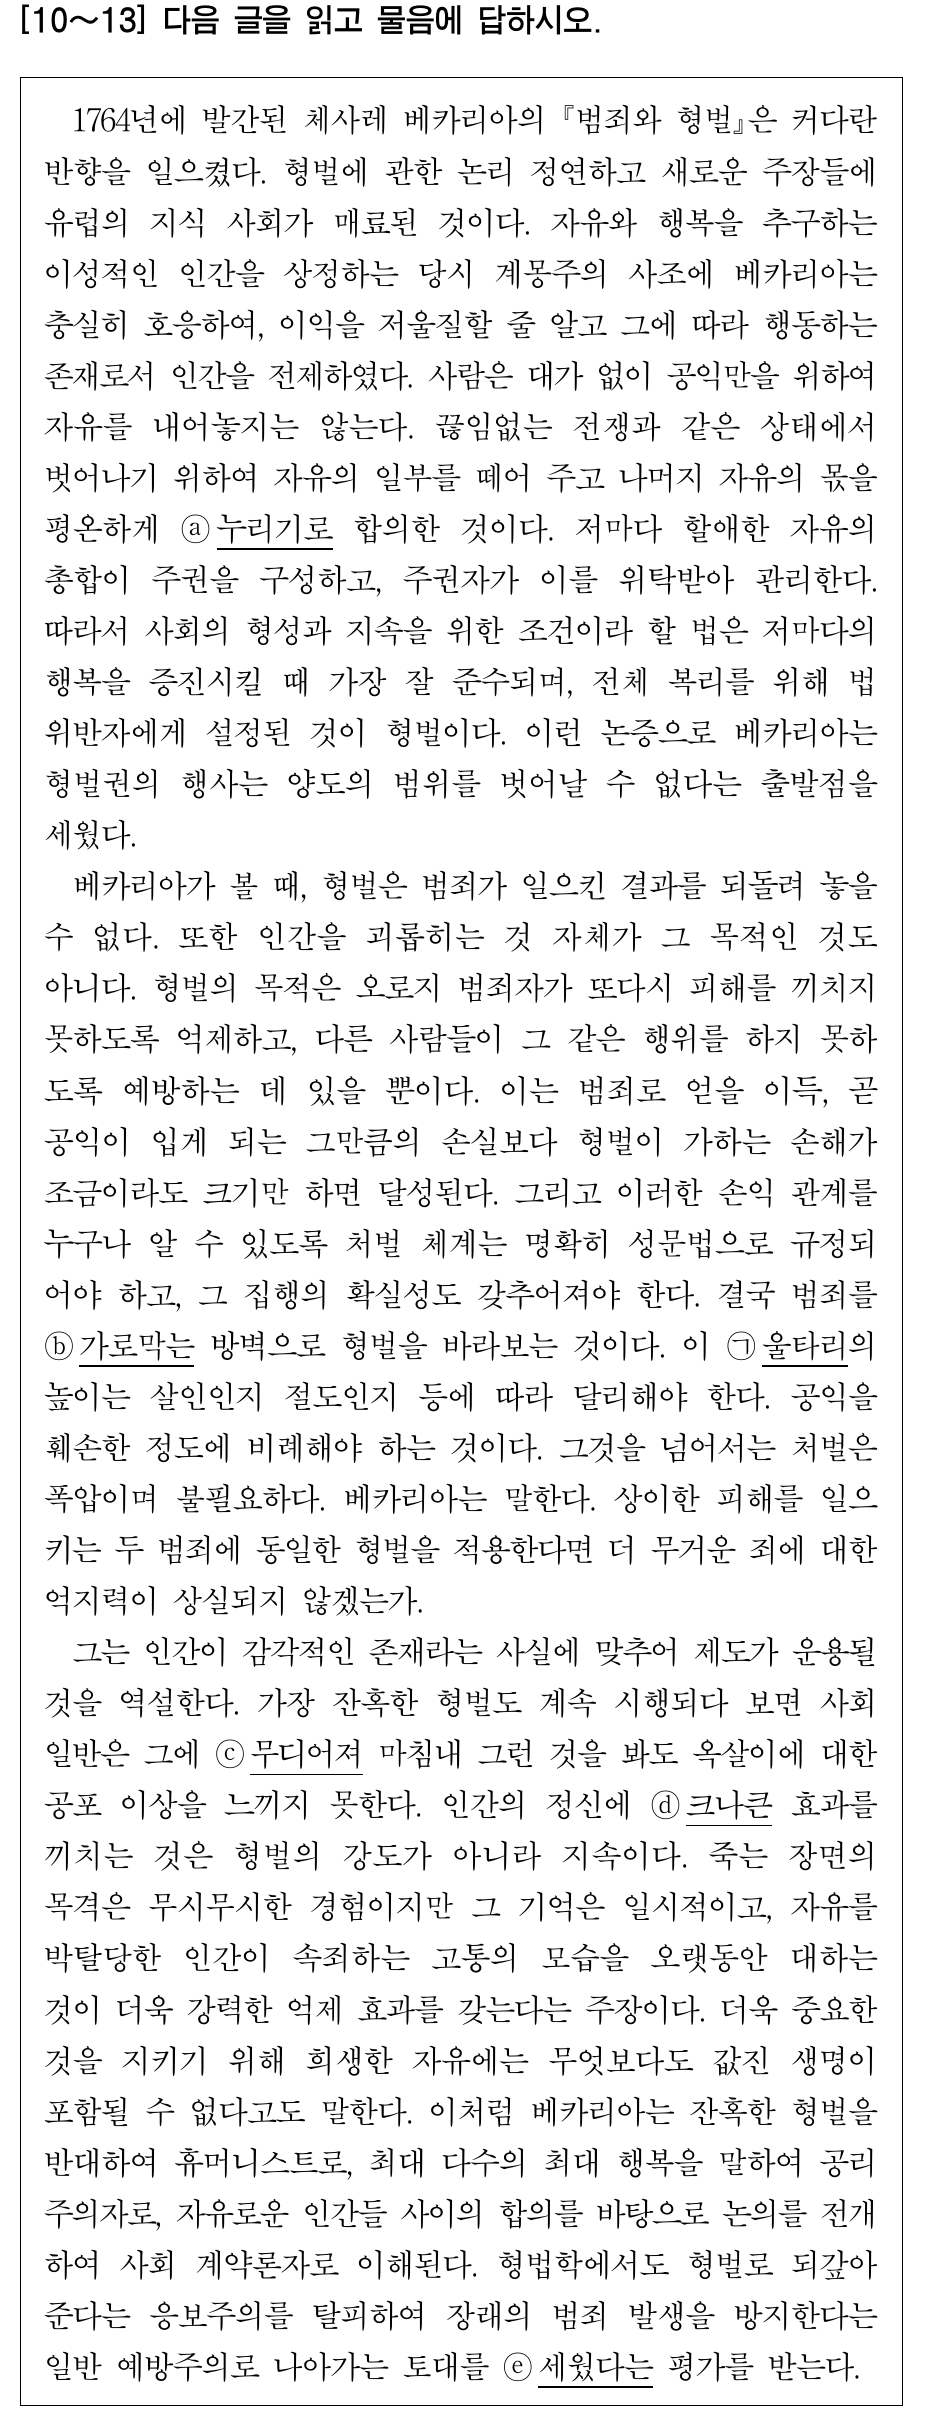 [10～13] 다음 글을 읽고 물음에 답하시오.
1764년에 발간된 체사레 베카리아의 『범죄와 형벌』은 커다란
반향을 일으켰다. 형벌에 관한 논리 정연하고 새로운 주장들에
유럽의 지식 사회가 매료된 것이다. 자유와 행복을 추구하는
이성적인 인간을 상정하는 당시 계몽주의 사조에 베카리아는
충실히 호응하여, 이익을 저울질할 줄 알고 그에 따라 행동하는
존재로서 인간을 전제하였다. 사람은 대가 없이 공익만을 위하여
자유를 내어놓지는 않는다. 끊임없는 전쟁과 같은 상태에서
벗어나기 위하여 자유의 일부를 떼어 주고 나머지 자유의 몫을
평온하게 ⓐ누리기로 합의한 것이다. 저마다 할애한 자유의
총합이 주권을 구성하고, 주권자가 이를 위탁받아 관리한다.
따라서 사회의 형성과 지속을 위한 조건이라 할 법은 저마다의
행복을 증진시킬 때 가장 잘 준수되며, 전체 복리를 위해 법
위반자에게 설정된 것이 형벌이다. 이런 논증으로 베카리아는
형벌권의 행사는 양도의 범위를 벗어날 수 없다는 출발점을
세웠다.
베카리아가 볼 때, 형벌은 범죄가 일으킨 결과를 되돌려 놓을
수 없다. 또한 인간을 괴롭히는 것 자체가 그 목적인 것도
아니다. 형벌의 목적은 오로지 범죄자가 또다시 피해를 끼치지
못하도록 억제하고, 다른 사람들이 그 같은 행위를 하지 못하
도록 예방하는 데 있을 뿐이다. 이는 범죄로 얻을 이득, 곧
공익이 입게 되는 그만큼의 손실보다 형벌이 가하는 손해가
조금이라도 크기만 하면 달성된다. 그리고 이러한 손익 관계를
누구나 알 수 있도록 처벌 체계는 명확히 성문법으로 규정되
어야 하고, 그 집행의 확실성도 갖추어져야 한다. 결국 범죄를
ⓑ가로막는 방벽으로 형벌을 바라보는 것이다. 이 ㉠울타리의
높이는 살인인지 절도인지 등에 따라 달리해야 한다. 공익을
훼손한 정도에 비례해야 하는 것이다. 그것을 넘어서는 처벌은
폭압이며 불필요하다. 베카리아는 말한다. 상이한 피해를 일으
키는 두 범죄에 동일한 형벌을 적용한다면 더 무거운 죄에 대한
억지력이 상실되지 않겠는가.
그는 인간이 감각적인 존재라는 사실에 맞추어 제도가 운용될
것을 역설한다. 가장 잔혹한 형벌도 계속 시행되다 보면 사회
일반은 그에 ⓒ무디어져 마침내 그런 것을 봐도 옥살이에 대한
공포 이상을 느끼지 못한다. 인간의 정신에 ⓓ크나큰 효과를
끼치는 것은 형벌의 강도가 아니라 지속이다. 죽는 장면의
목격은 무시무시한 경험이지만 그 기억은 일시적이고, 자유를
박탈당한 인간이 속죄하는 고통의 모습을 오랫동안 대하는
것이 더욱 강력한 억제 효과를 갖는다는 주장이다. 더욱 중요한
것을 지키기 위해 희생한 자유에는 무엇보다도 값진 생명이
포함될 수 없다고도 말한다. 이처럼 베카리아는 잔혹한 형벌을
반대하여 휴머니스트로, 최대 다수의 최대 행복을 말하여 공리
주의자로, 자유로운 인간들 사이의 합의를 바탕으로 논의를 전개
하여 사회 계약론자로 이해된다. 형법학에서도 형벌로 되갚아
준다는 응보주의를 탈피하여 장래의 범죄 발생을 방지한다는
일반 예방주의로 나아가는 토대를 ⓔ세웠다는 평가를 받는다.